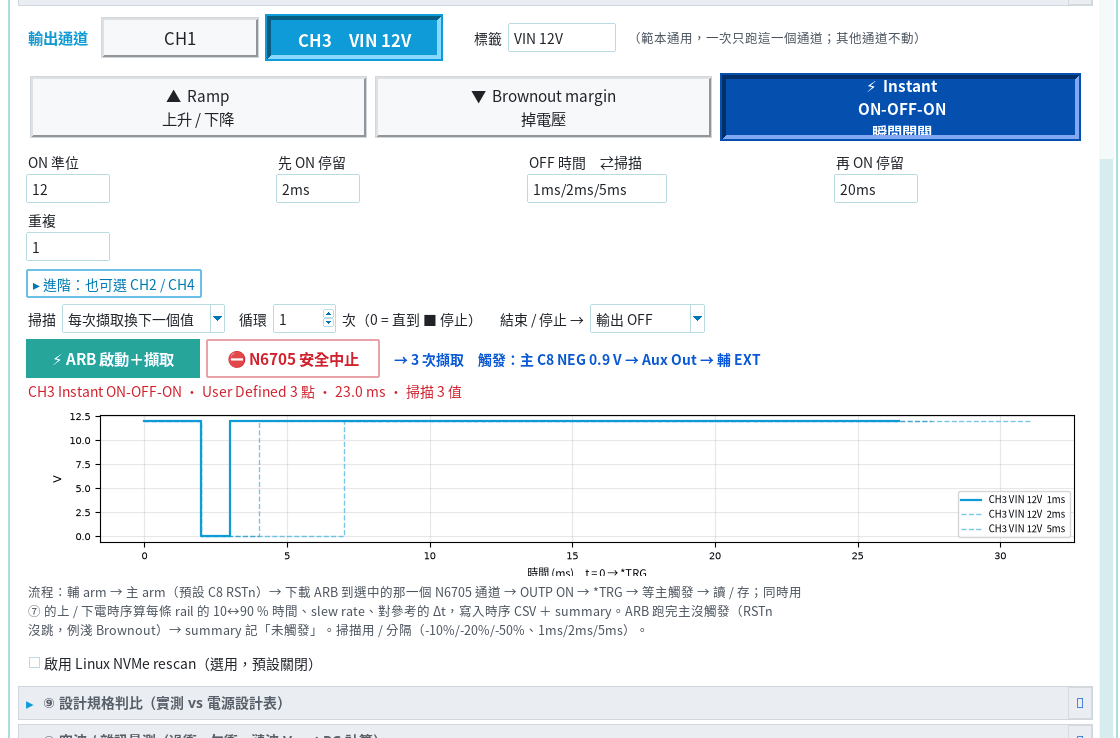 輸出通道 CH1 CH3 VIN 12V 標籤 VIN 12V （範本通用，一次只跑這一個通道；其他通道不動）
▲ Ramp
上升 / 下降
▼ Brownout margin
掉電壓
⚡ Instant
ON-OFF-ON
瞬間開關
ON 準位 先 ON 停留 OFF 時間 ⇄掃描 再 ON 停留
12 2ms 1ms/2ms/5ms 20ms
重複
1
▸ 進階：也可選 CH2 / CH4
掃描 每次擷取換下一個值 循環 1 次（0 = 直到 ■ 停止） 結束 / 停止 → 輸出 OFF
⚡ ARB 啟動＋擷取 ⛔ N6705 安全中止 → 3 次擷取 觸發：主 C8 NEG 0.9 V → Aux Out → 輔 EXT
CH3 Instant ON-OFF-ON ・ User Defined 3 點 ・ 23.0 ms ・ 掃描 3 值
12.5
10.0
7.5
5.0
2.5
0.0
V
CH3 VIN 12V 1ms
CH3 VIN 12V 2ms
CH3 VIN 12V 5ms
0 5 10 15 20 25 30
時間 (ms) t = 0 → *TRG
流程：輔 arm → 主 arm（預設 C8 RSTn）→ 下載 ARB 到選中的那一個 N6705 通道 → OUTP ON → *TRG → 等主觸發 → 讀 / 存；同時用
⑦ 的上 / 下電時序算每條 rail 的 10↔90 % 時間、slew rate、對參考的 Δt，寫入時序 CSV ＋ summary。ARB 跑完主沒觸發（RSTn
沒跳，例淺 Brownout）→ summary 記「未觸發」。掃描用 / 分隔（-10%/-20%/-50%、1ms/2ms/5ms）。
啟用 Linux NVMe rescan（選用，預設關閉）
▸ ⑨ 設計規格判比（實測 vs 電源設計表）